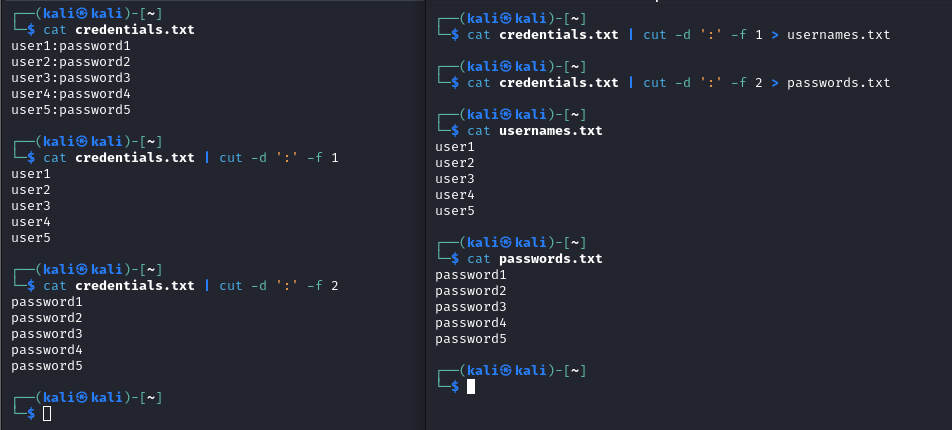 ┌──(kali㉿kali)-[~]
└─$ cat credentials.txt
user1:password1
user2:password2
user3:password3
user4:password4
user5:password5
┌──(kali㉿kali)-[~]
└─$ cat credentials.txt | cut -d ':' -f 1
user1
user2
user3
user4
user5
┌──(kali㉿kali)-[~]
└─$ cat credentials.txt | cut -d ':' -f 2
password1
password2
password3
password4
password5
┌──(kali㉿kali)-[~]
└─$
┌──(kali㉿kali)-[~]
└─$ cat credentials.txt | cut -d ':' -f 1 > usernames.txt
┌──(kali㉿kali)-[~]
└─$ cat credentials.txt | cut -d ':' -f 2 > passwords.txt
┌──(kali㉿kali)-[~]
└─$ cat usernames.txt
user1
user2
user3
user4
user5
┌──(kali㉿kali)-[~]
└─$ cat passwords.txt
password1
password2
password3
password4
password5
┌──(kali㉿kali)-[~]
└─$